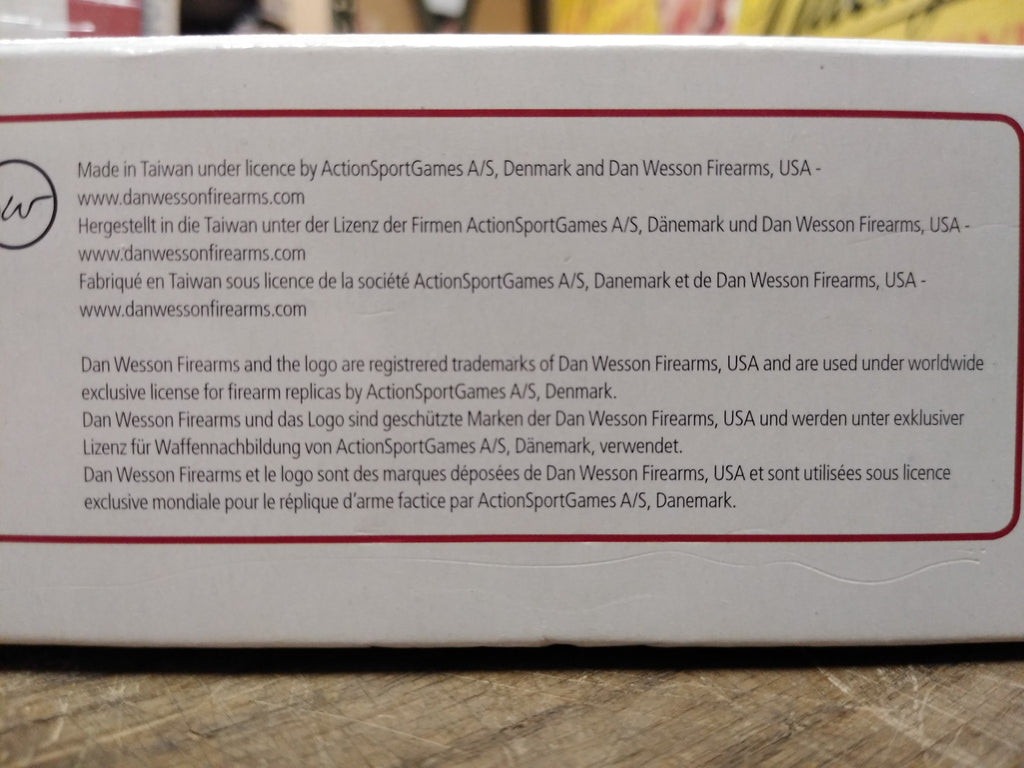 w
Made in Taiwan under licence by ActionSportGames A/S, Denmark and Dan Wesson Firearms, USA -
www.danwessonfirearms.com
Hergestellt in die Taiwan unter der Lizenz der Firmen ActionSportGames A/S, Dänemark und Dan Wesson Firearms, USA -
www.danwessonfirearms.com
Fabriqué en Taiwan sous licence de la société ActionSportGames A/S, Danemark et de Dan Wesson Firearms, USA -
www.danwessonfirearms.com
Dan Wesson Firearms and the logo are registrered trademarks of Dan Wesson Firearms, USA and are used under worldwide
exclusive license for firearm replicas by ActionSportGames A/S, Denmark.
Dan Wesson Firearms und das Logo sind geschützte Marken der Dan Wesson Firearms, USA und werden unter exklusiver
Lizenz für Waffennachbildung von ActionSportGames A/S, Dänemark, verwendet.
Dan Wesson Firearms et le logo sont des marques déposées de Dan Wesson Firearms, USA et sont utilisées sous licence
exclusive mondiale pour le réplique d'arme factice par ActionSportGames A/S, Danemark.